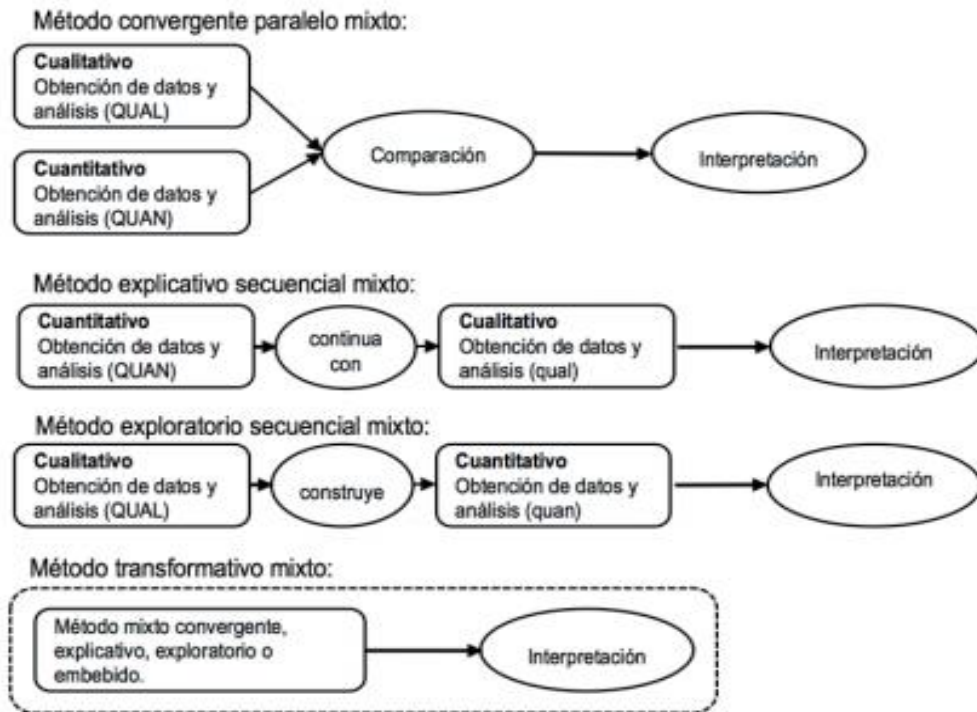 Método convergente paralelo mixto:
Cualitativo
Obtención de datos y
análisis (QUAL)
Cuantitativo
Obtención de datos y
análisis (QUAN)
Comparación
Interpretación
Método explicativo secuencial mixto:
Cuantitativo
Obtención de datos y
análisis (QUAN)
continua
con
Cualitativo
Obtención de datos y
análisis (qual)
Interpretación
Método exploratorio secuencial mixto:
Cualitativo
Obtención de datos y
análisis (QUAL)
construye
Cuantitativo
Obtención de datos y
análisis (quan)
Interpretación
Método transformativo mixto:
Método mixto convergente,
explicativo, exploratorio o
embebido.
Interpretación